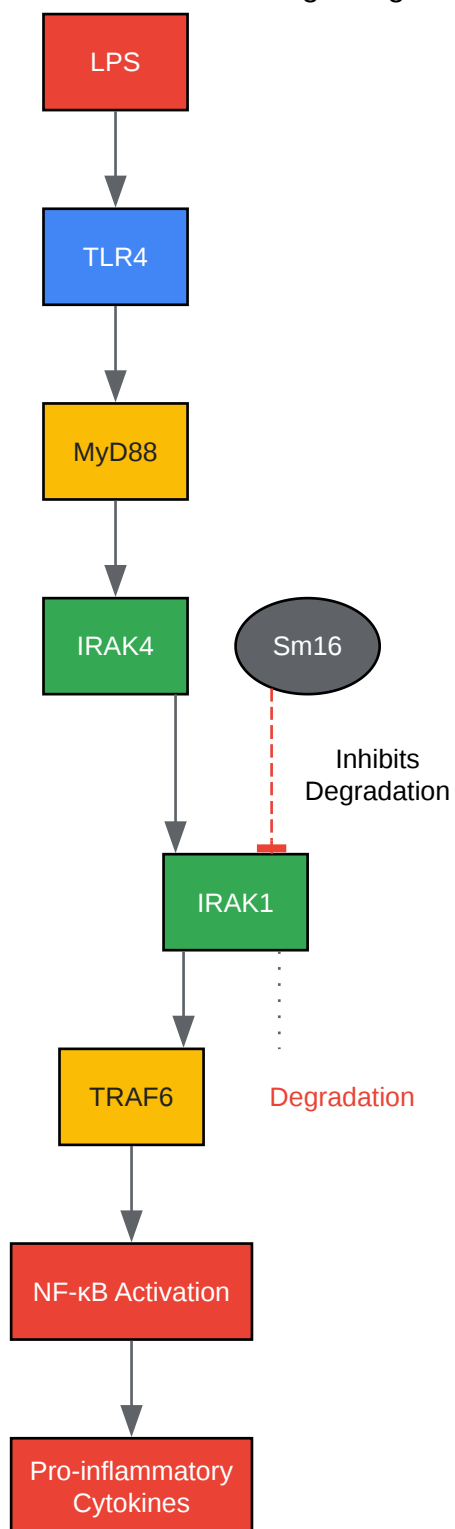 LPS
TLR4
MyD88
IRAK4
Sm16
Inhibits
Degradation
IRAK1
TRAF6
Degradation
NF-κB Activation
Pro-inflammatory
Cytokines